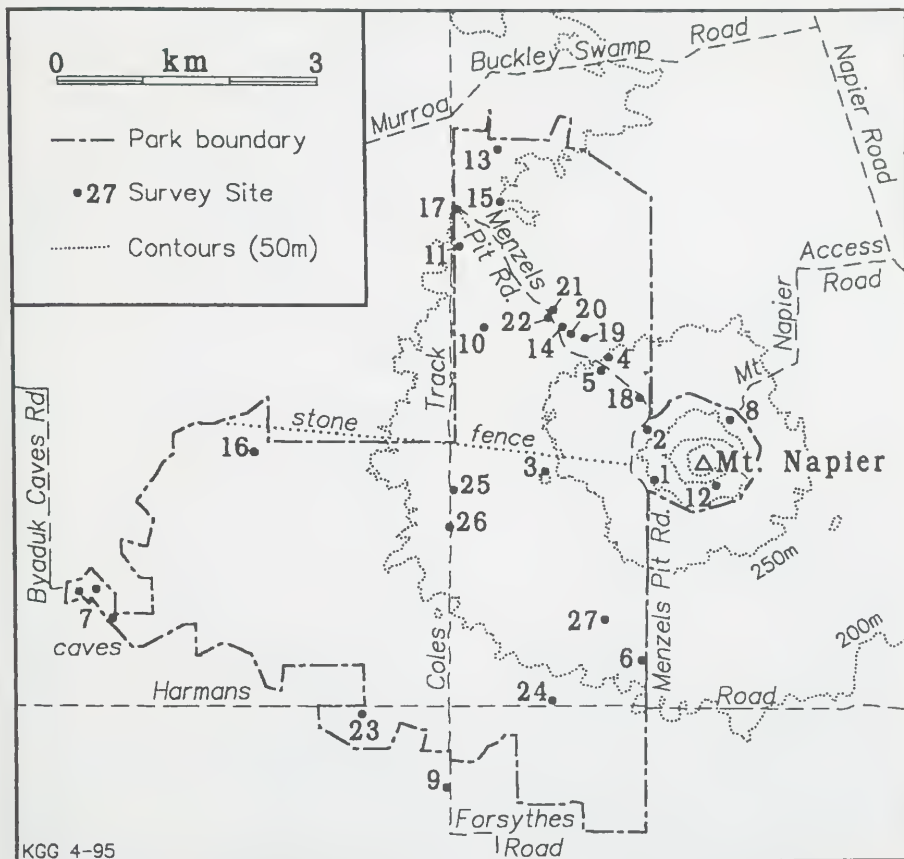 0 km 3
Park boundary
27 Survey Site
Contours (50m)
Murroa Buckley Swamp Road
Napier Road
13
17
15
Menzels
Pit Rd.
11
Access
Road
Napier
Mt.
21
22
20
14
19
10
4
5
18
8
2
Track
stone
fence
16
3
1
Mt. Napier
12
25
26
Byaduk Caves Rd
250m
7
27
Menzels Pit Rd.
caves
6
200m
Coles
Harmans
24
Road
23
9
Forsythes
Road
KGG 4-95